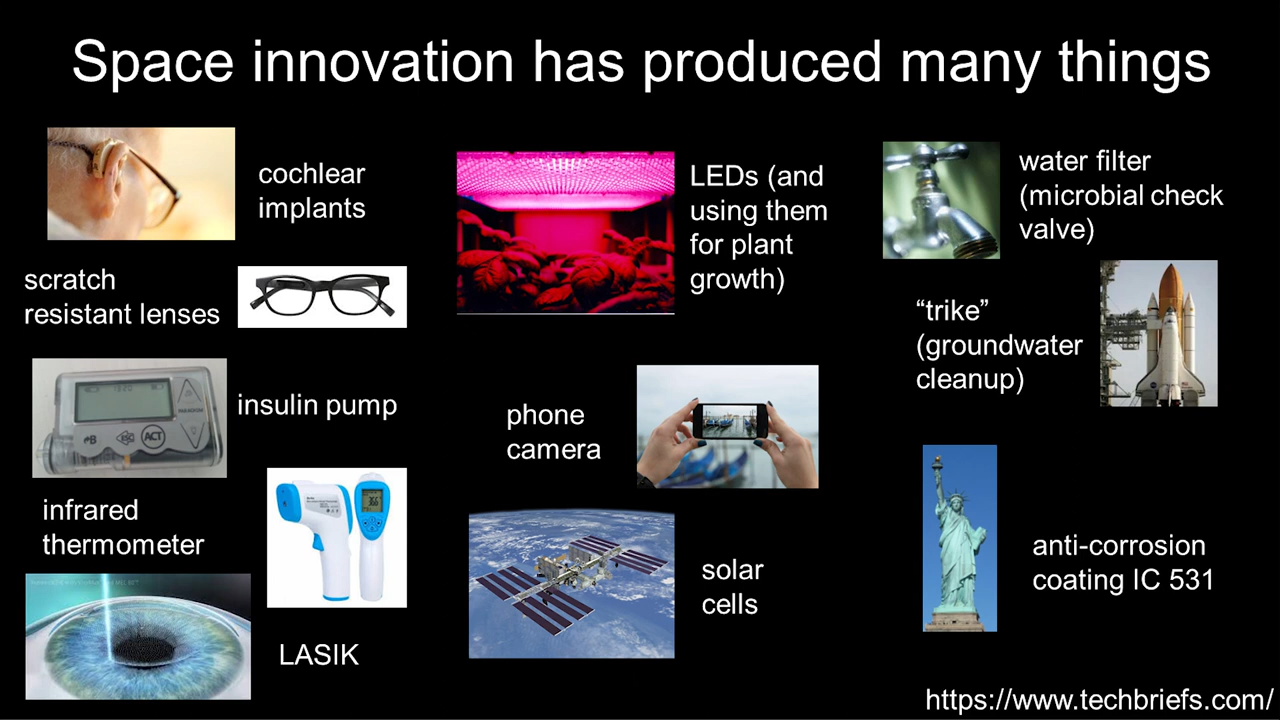 Space innovation has produced many things
cochlear
implants
scratch
resistant lenses
insulin pump
infrared
thermometer
LASIK
LEDs (and
using them
for plant
growth)
phone
camera
solar
cells
water filter
(microbial check
valve)
“trike”
(groundwater
cleanup)
anti-corrosion
coating IC 531
https://www.techbriefs.com/
B
ESC
ACT